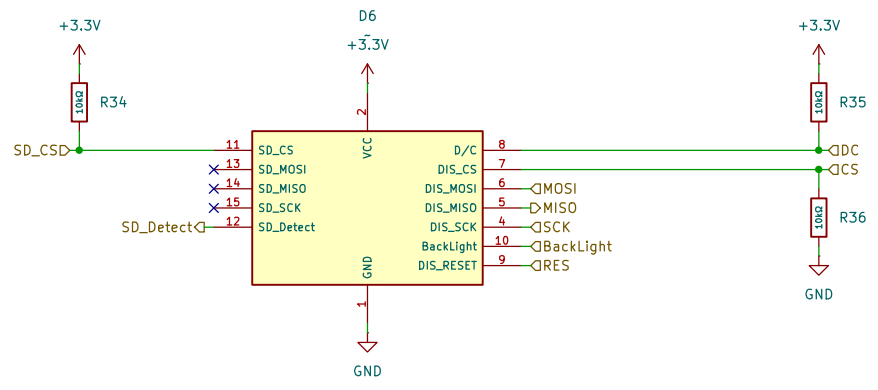 D6
~
+3.3V
+3.3V
+3.3V
10kΩ
R34
2
VCC
10kΩ
R35
SD_CS
11
SD_CS
D/C
8
DC
13
SD_MOSI
DIS_CS
7
CS
14
SD_MISO
DIS_MOSI
6
MOSI
15
SD_SCK
DIS_MISO
5
MISO
10kΩ
R36
SD_Detect
12
SD_Detect
DIS_SCK
4
SCK
BackLight
10
BackLight
GND
DIS_RESET
9
RES
1
GND
GND